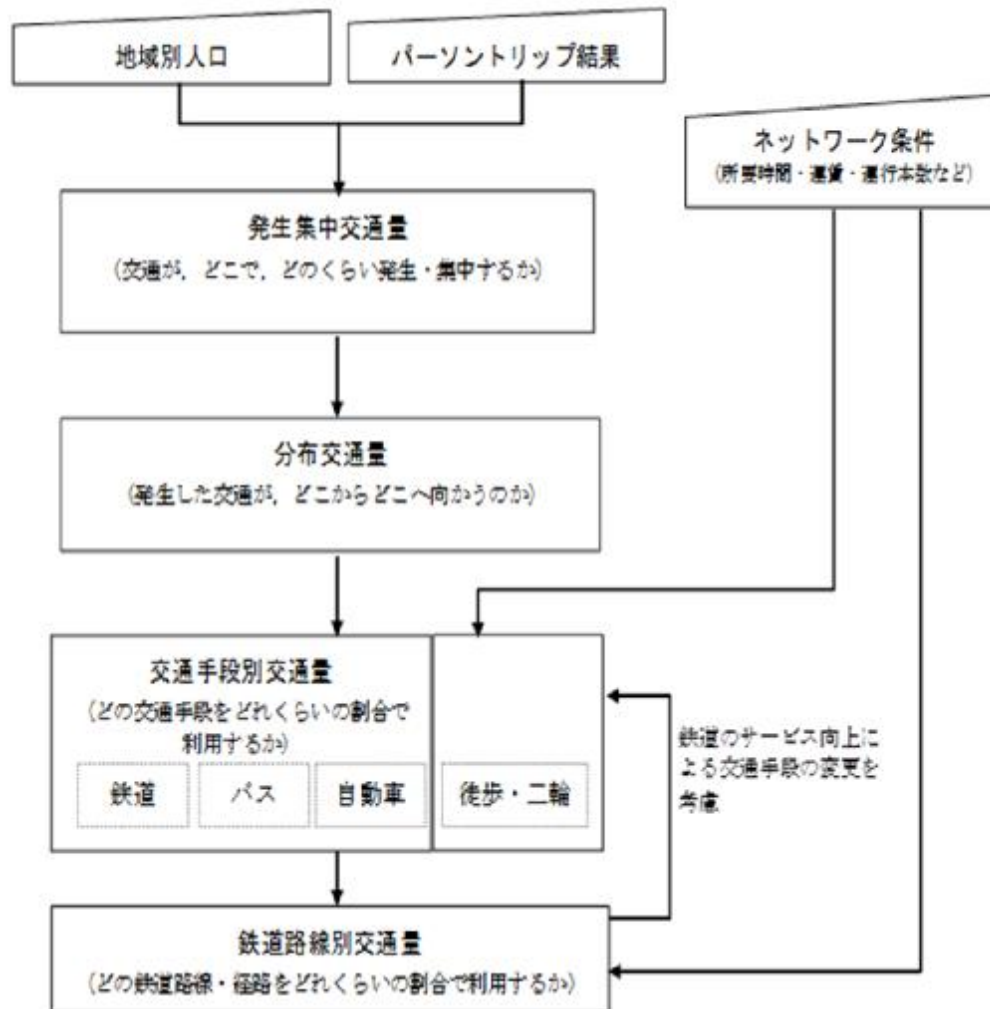 地域別人口
パーソントリップ結果
ネットワーク条件
(所要時間・運賃・運行本数など)
発生集中交通量
(交通が，どこで，どのくらい発生・集中するか)
分布交通量
(発生した交通が，どこからどこへ向かうのか)
交通手段別交通量
(どの交通手段をどれくらいの割合で
利用するか)
鉄道
バス
自動車
徒歩・二輪
鉄道のサービス向上に
よる交通手段の変更を
考慮
鉄道路線別交通量
(どの鉄道路線・経路をどれくらいの割合で利用するか)